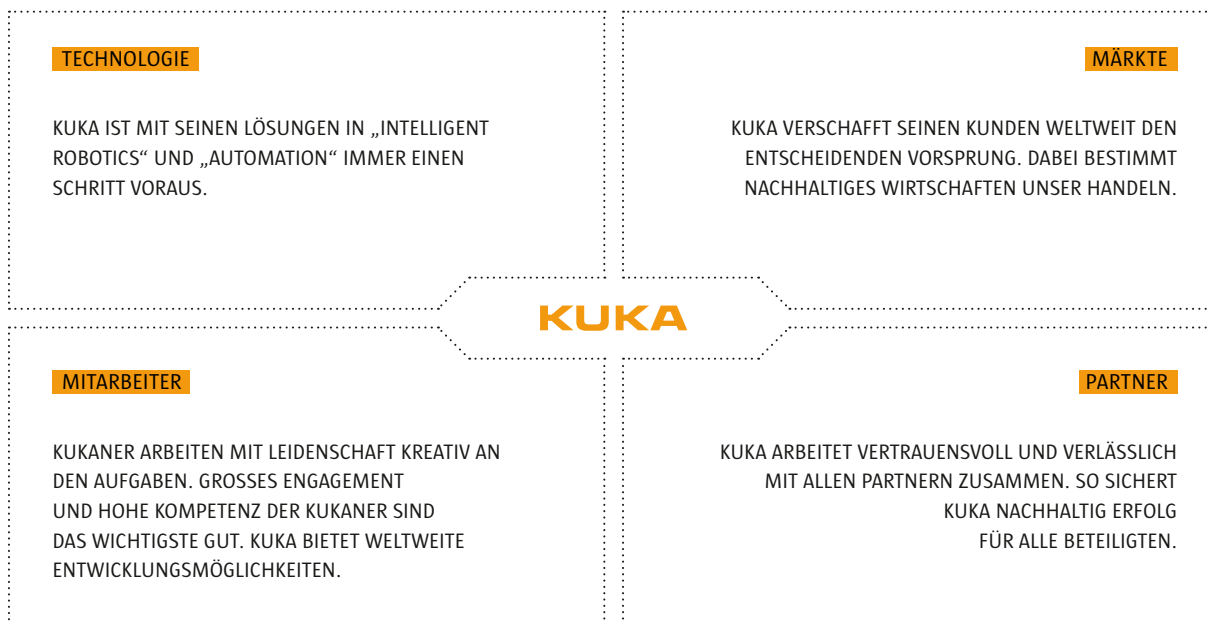 TECHNOLOGIE
KUKA IST MIT SEINEN LÖSUNGEN IN „INTELLIGENT
ROBOTICS“ UND „AUTOMATION“ IMMER EINEN
SCHRITT VORAUS.
MÄRKTE
KUKA VERSCHAFFT SEINEN KUNDEN WELTWEIT DEN
ENTSCHEIDENDEN VORSPRUNG. DABEI BESTIMMT
NACHHALTIGES WIRTSCHAFTEN UNSER HANDELN.
KUKA
MITARBEITER
KUKANER ARBEITEN MIT LEIDENSCHAFT KREATIV AN
DEN AUFGABEN. GROSSES ENGAGEMENT
UND HOHE KOMPETENZ DER KUKANER SIND
DAS WICHTIGSTE GUT. KUKA BIETET WELTWEITE
ENTWICKLUNGSMÖGLICHKEITEN.
PARTNER
KUKA ARBEITET VERTRAUENSVOLL UND VERLÄSSLICH
MIT ALLEN PARTNERN ZUSAMMEN. SO SICHERT
KUKA NACHHALTIG ERFOLG
FÜR ALLE BETEILIGTEN.